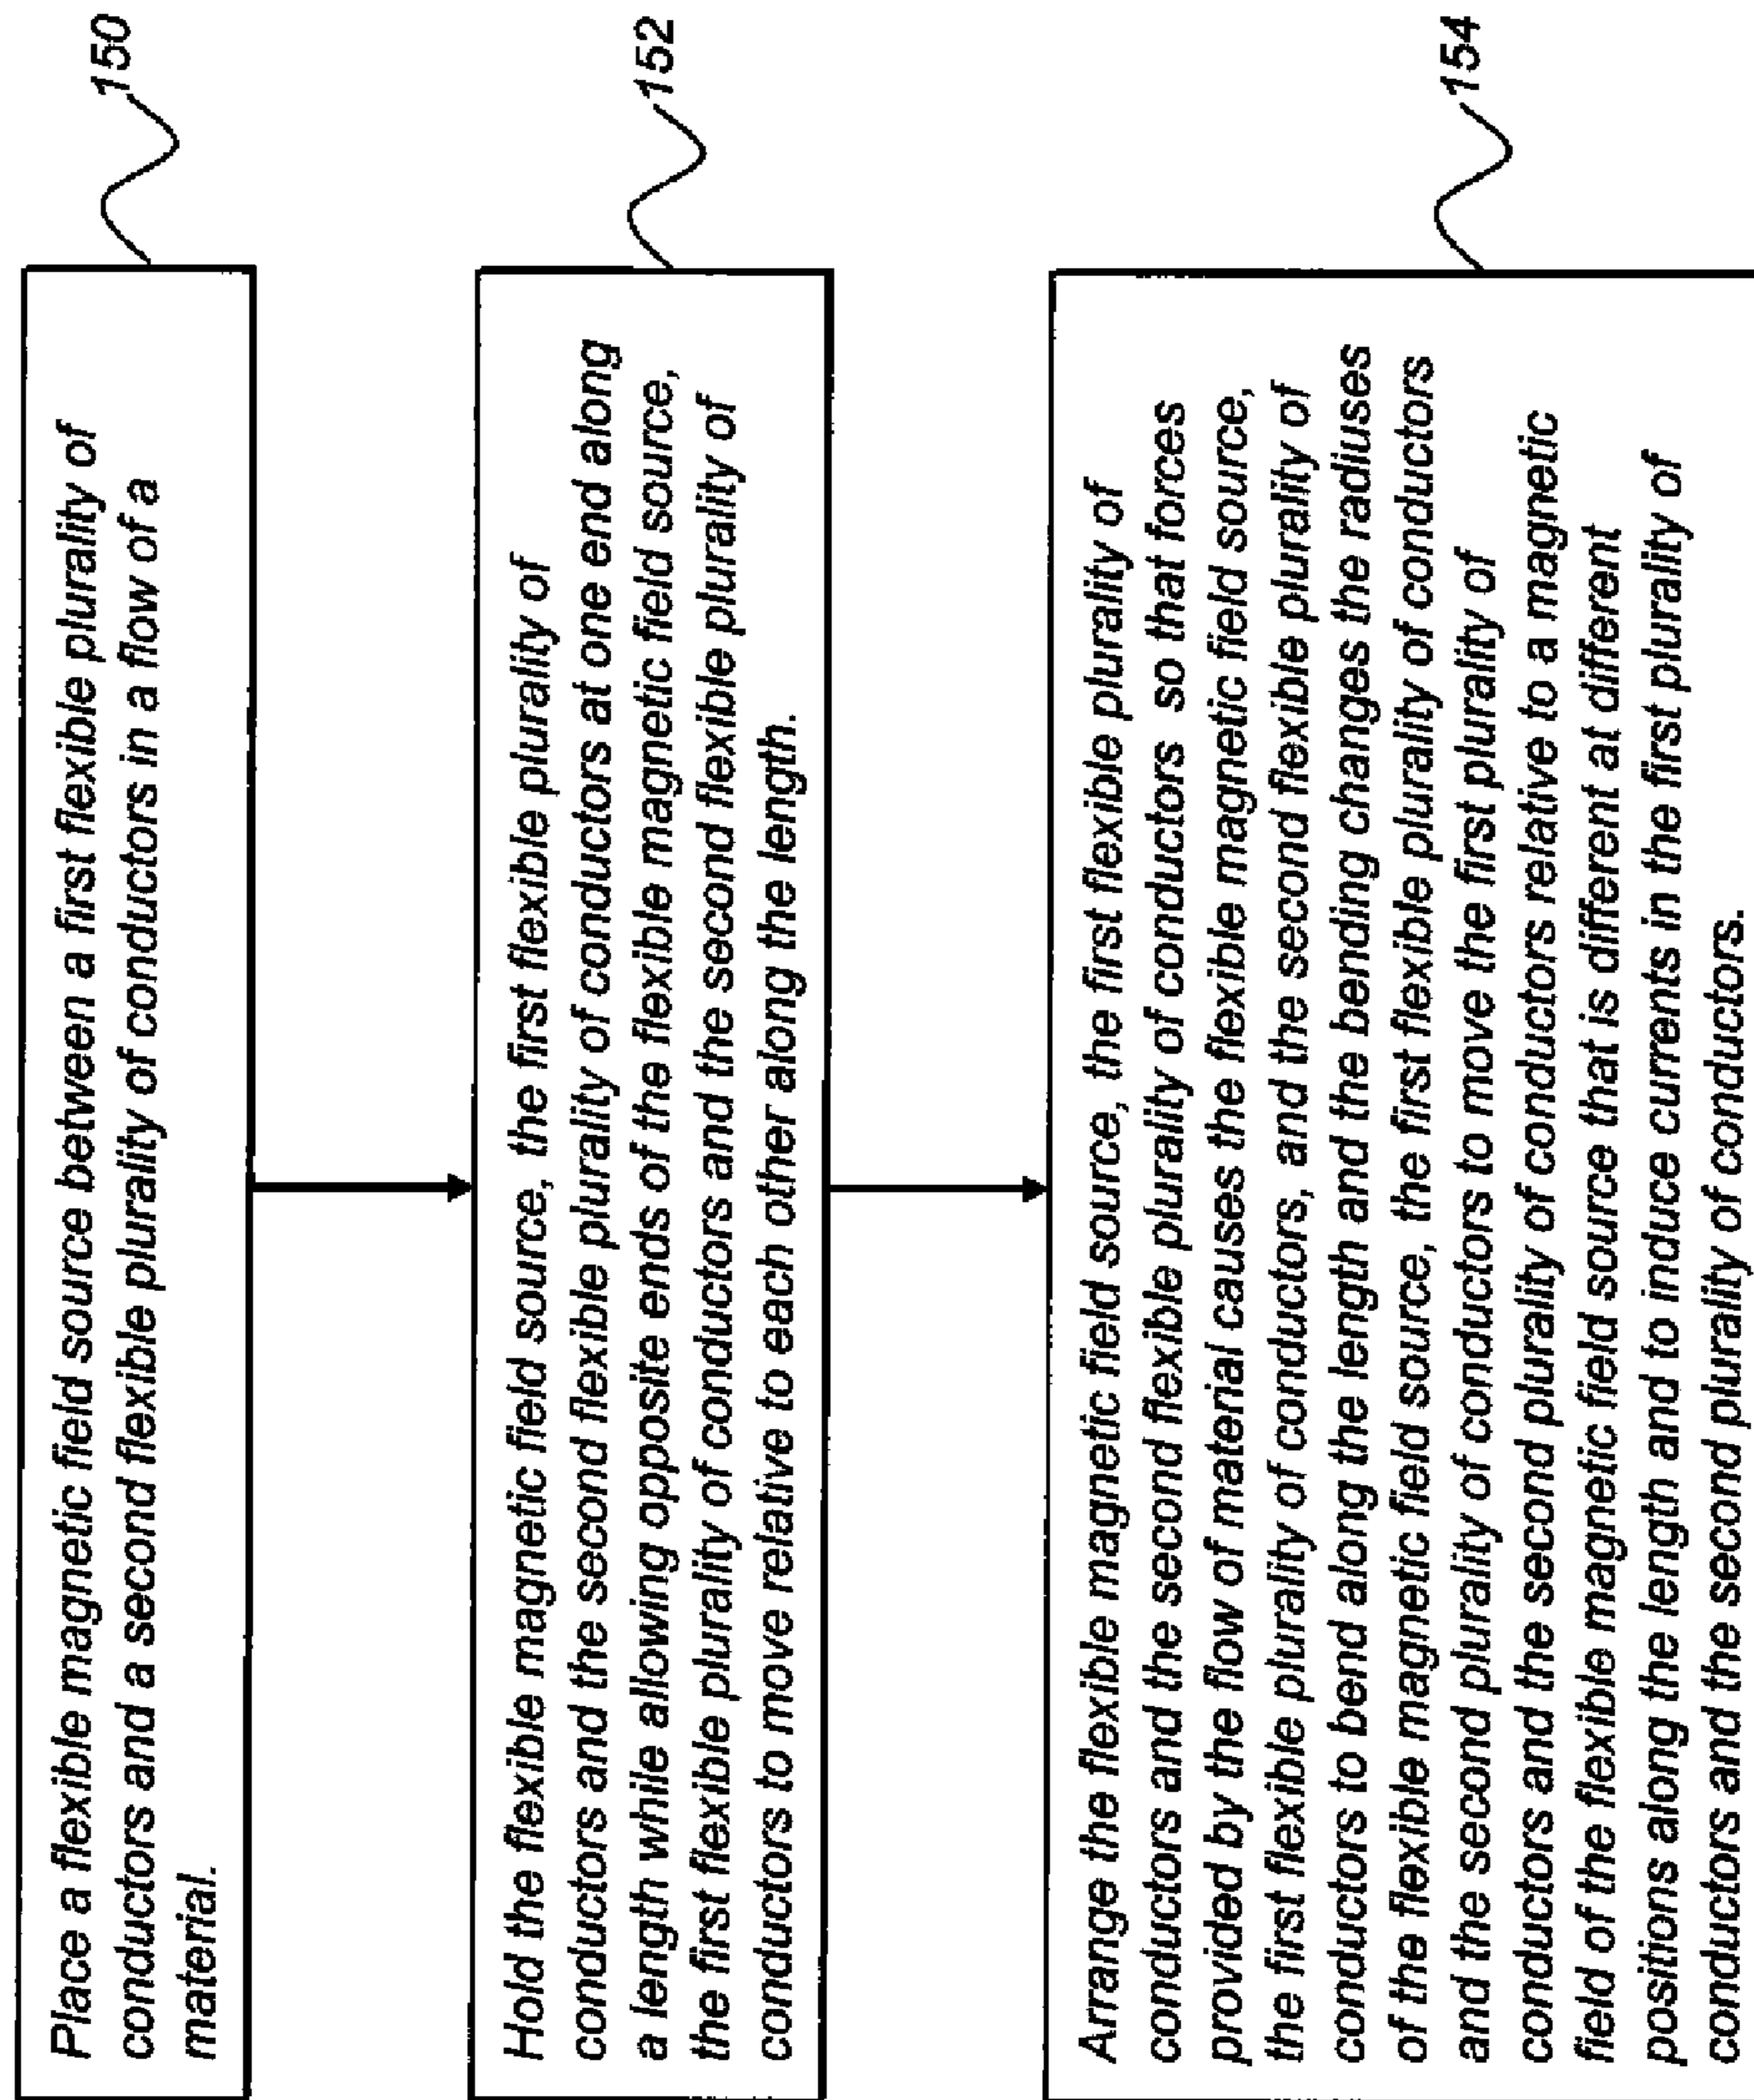 Place a flexible magnetic field source between a first flexible plurality of
conductors and a second flexible plurality of conductors in a flow of a
material.
150
Hold the flexible magnetic field source, the first flexible plurality of
conductors and the second flexible plurality of conductors at one end along
a length while allowing opposite ends of the flexible magnetic field source,
the first flexible plurality of conductors and the second flexible plurality of
conductors to move relative to each other along the length.
152
Arrange the flexible magnetic field source, the first flexible plurality of
conductors and the second flexible plurality of conductors so that forces
provided by the flow of material causes the flexible magnetic field source,
the first flexible plurality of conductors, and the second flexible plurality of
conductors to bend along the length and the bending changes the radiuses
of the flexible magnetic field source, the first flexible plurality of conductors
and the second plurality of conductors to move the first plurality of
conductors and the second plurality of conductors relative to a magnetic
field of the flexible magnetic field source that is different at different
positions along the length and to induce currents in the first plurality of
conductors and the second plurality of conductors.
154